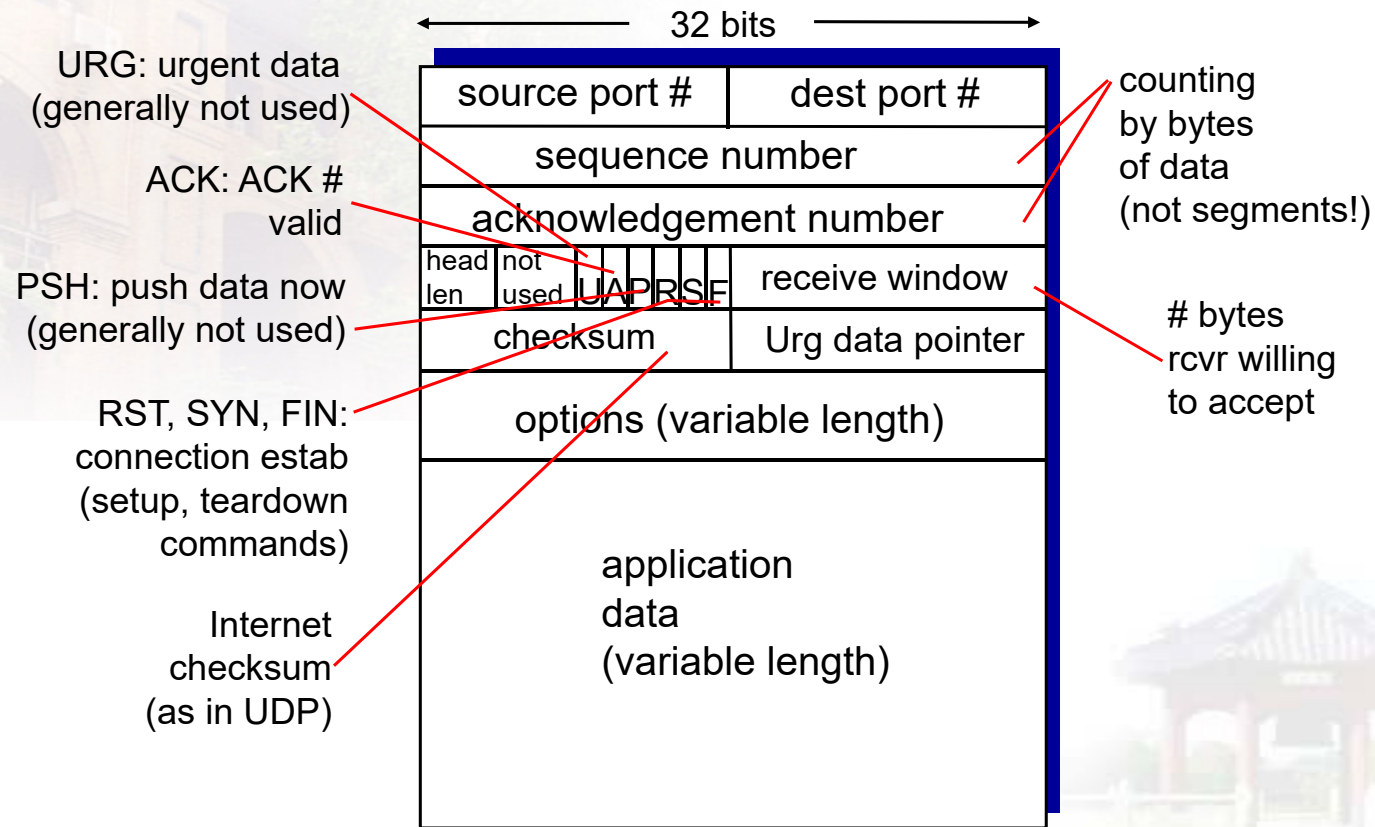 32 bits
URG: urgent data
(generally not used)
ACK: ACK #
valid
PSH: push data now
(generally not used)
RST, SYN, FIN:
connection estab
(setup, teardown
commands)
Internet
checksum
(as in UDP)
source port #
dest port #
sequence number
acknowledgement number
head
len
not
used
U A P R S F
receive window
checksum
Urg data pointer
options (variable length)
application
data
(variable length)
counting
by bytes
of data
(not segments!)
# bytes
rcvr willing
to accept